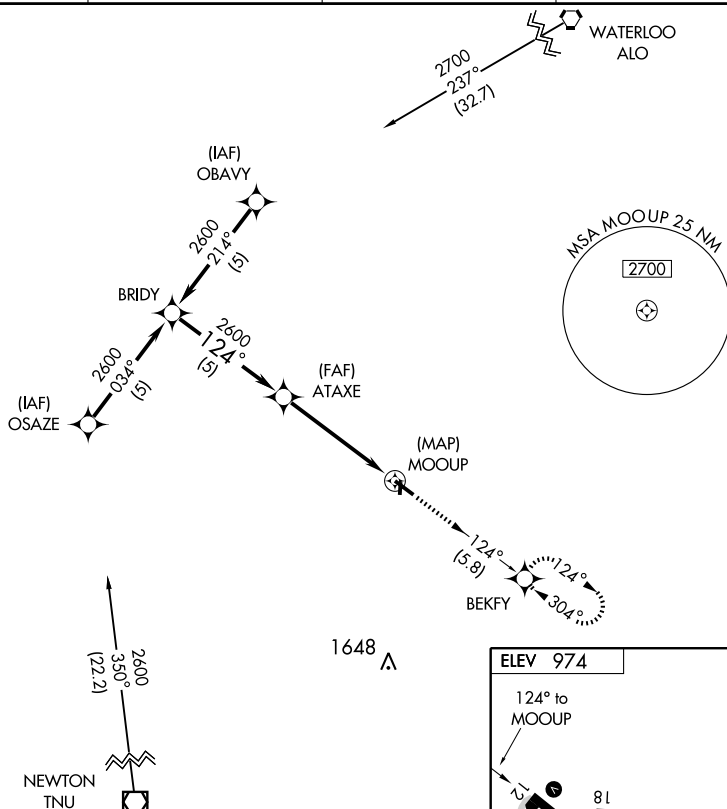 WATERLOO
ALO
2700
237°
(32.7)
(IAF)
OBAVY
2600
214°
(5)
MSA MOOUP 25 NM
2700
BRIDY
2600
124°
(5)
2600
034°
(5)
(FAF)
ATAXE
(IAF)
OSAZE
(MAP)
MOOUP
124°
(5.8)
124°
304°
BEKFY
2600
350°
(22.2)
1648
ELEV 974
124° to
MOOUP
12
V
18
NEWTON
TNU